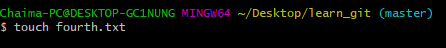 Chaima-PC@DESKTOP-GC1NUNG MINGW64 ~/Desktop/learn_git (master)
$ touch fourth.txt